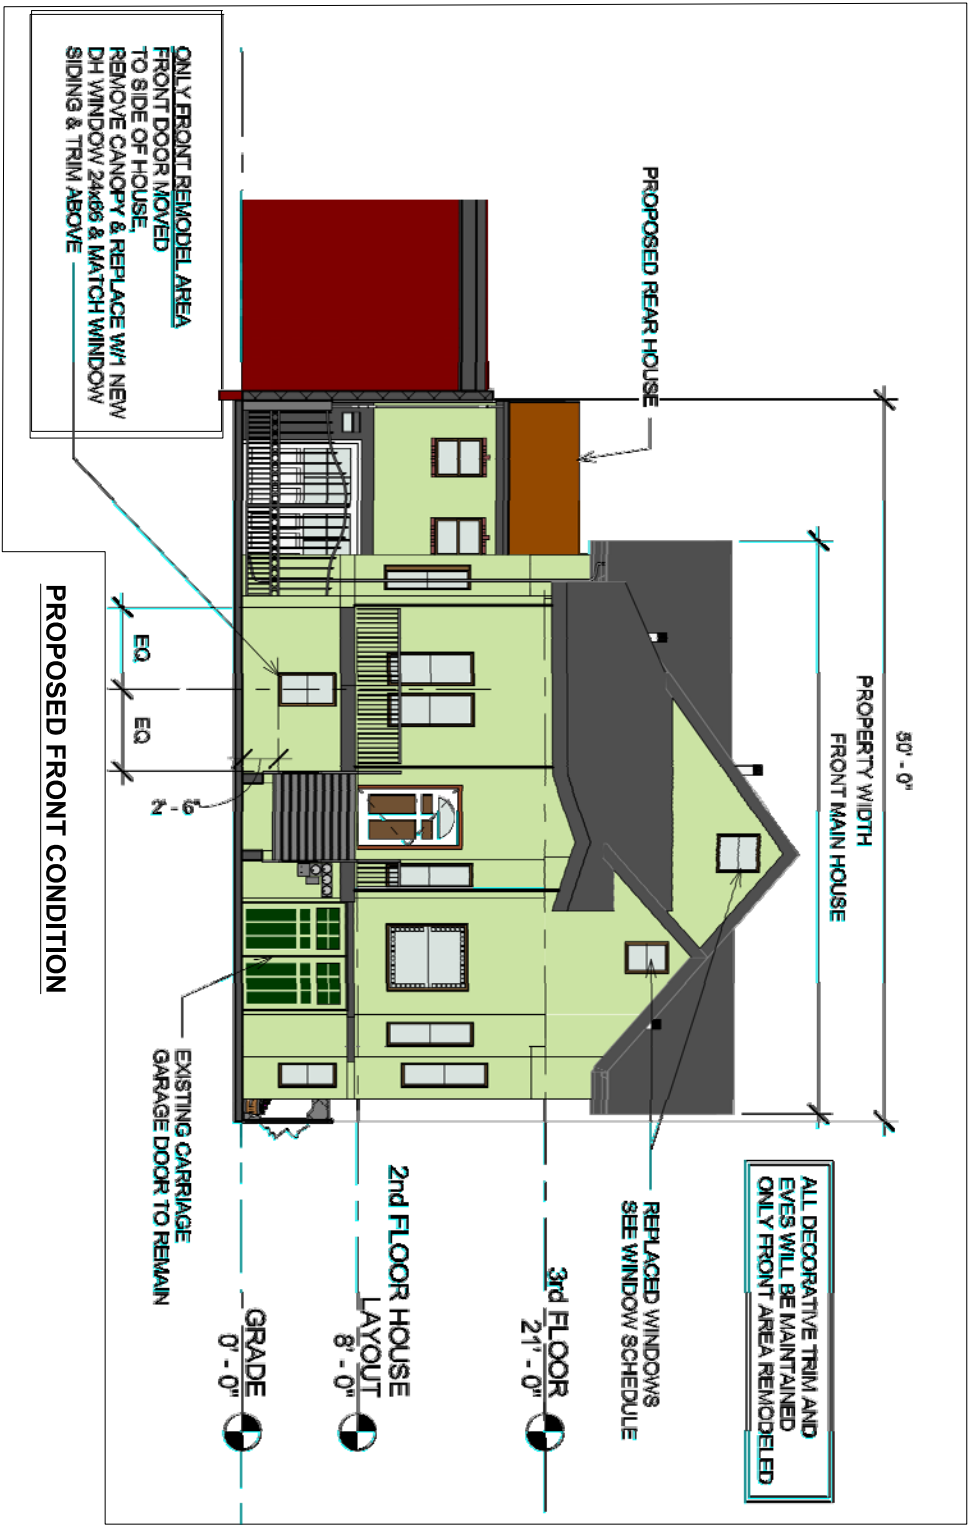 50' - 0"
PROPERTY WIDTH
FRONT MAIN HOUSE
ALL DECORATIVE TRIM AND
EVES WILL BE MAINTAINED
ONLY FRONT AREA REMODELED
PROPOSED REAR HOUSE
REPLACED WINDOWS
SEE WINDOW SCHEDULE
3rd FLOOR
21' - 0"
2nd FLOOR HOUSE
LAYOUT
8' - 0"
GRADE
0' - 0"
ONLY FRONT REMODEL AREA
FRONT DOOR MOVED
TO SIDE OF HOUSE,
REMOVE CANOPY & REPLACE W/1 NEW
DH WINDOW 24x66 & MATCH WINDOW
SIDING & TRIM ABOVE
2' - 6"
EQ
EQ
EXISTING CARRIAGE
GARAGE DOOR TO REMAIN
PROPOSED FRONT CONDITION